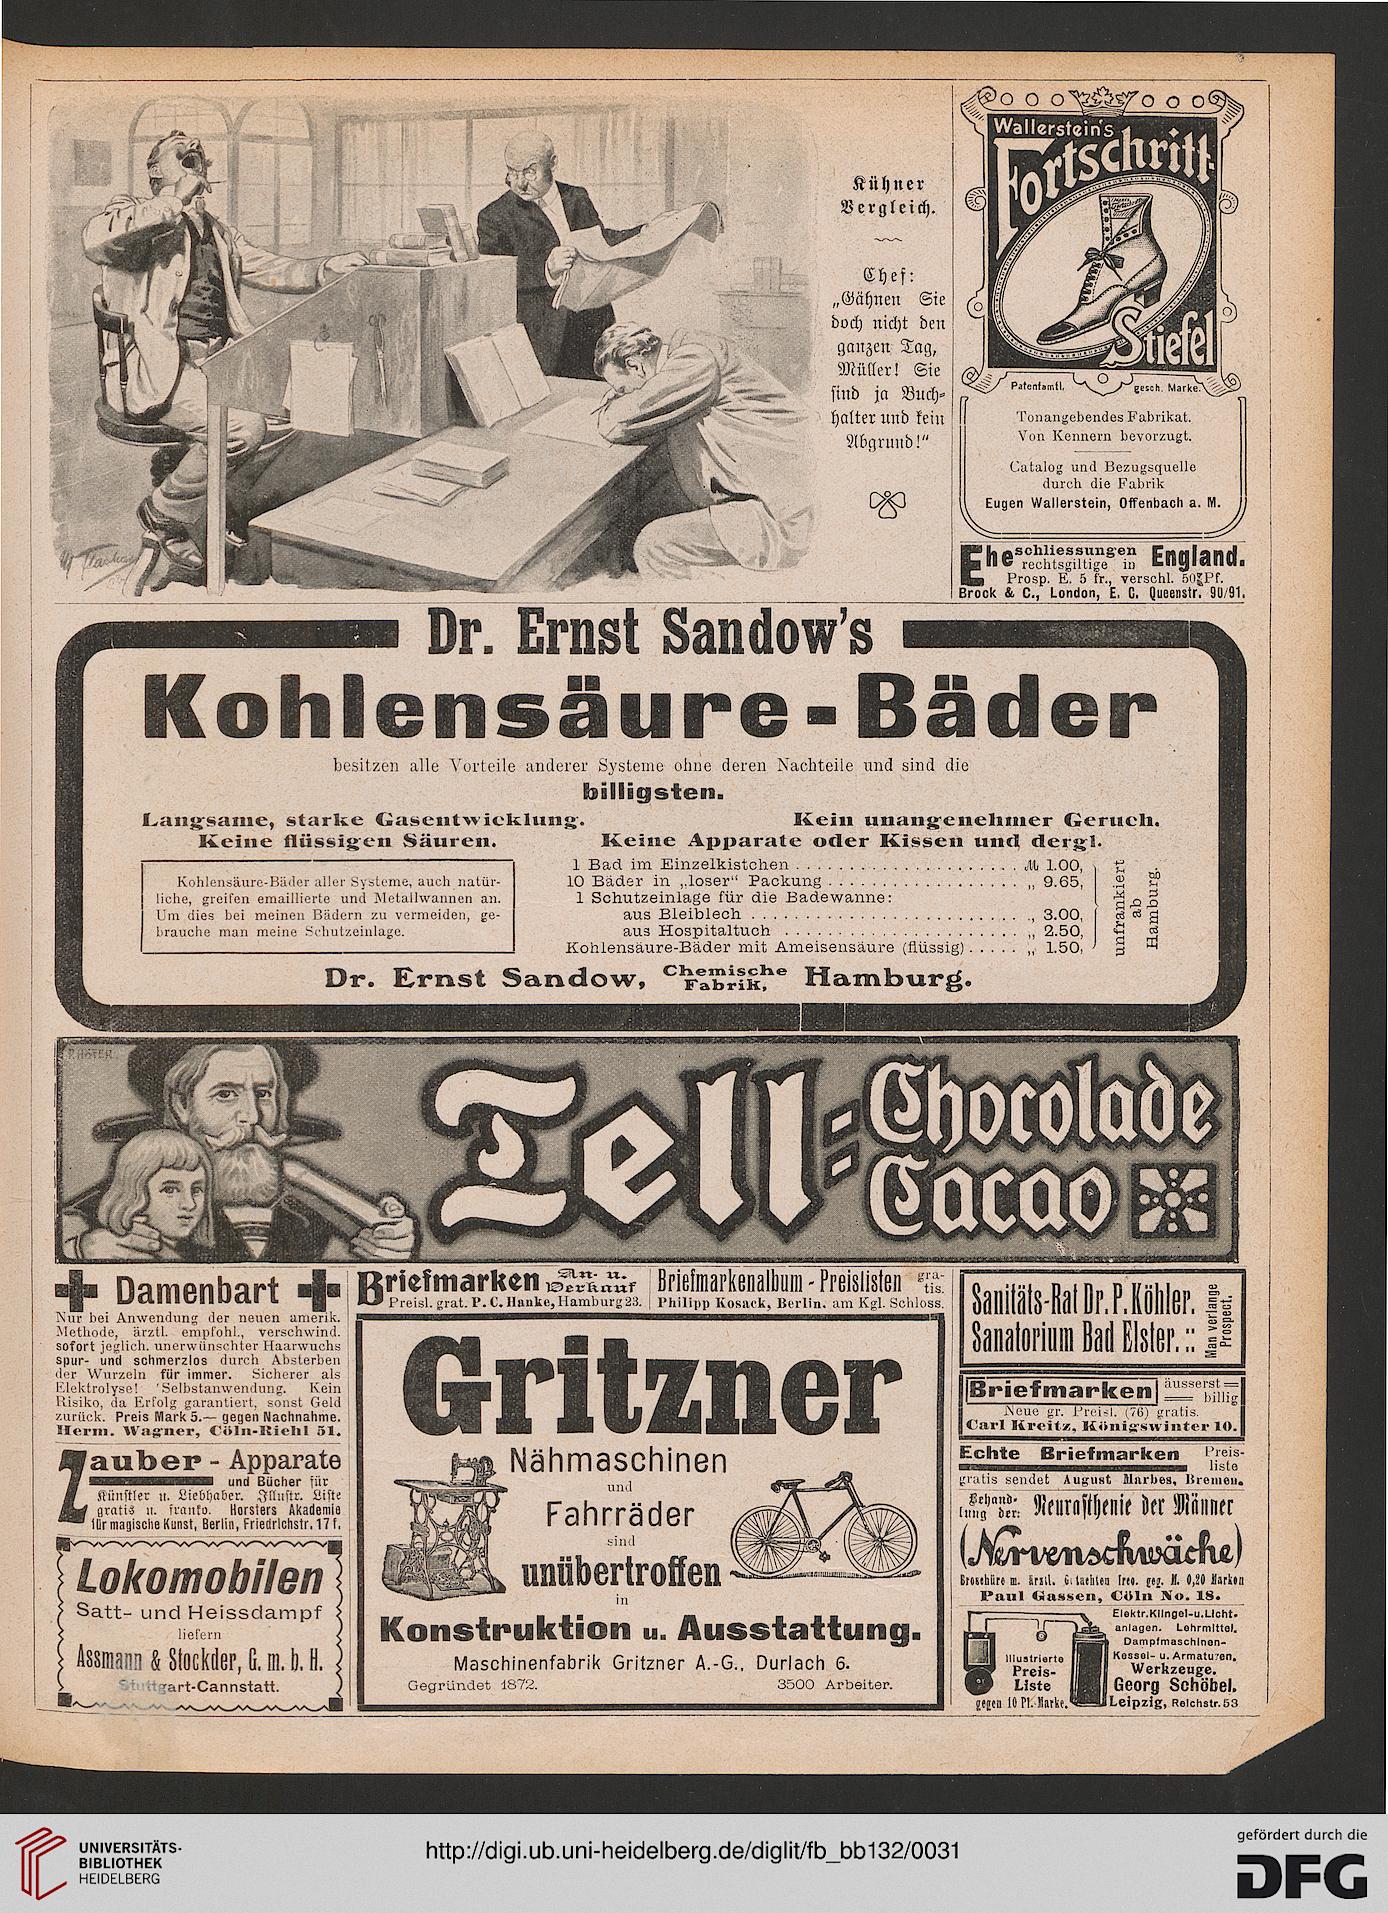 Kühner
Vergleich.
Chef:
„Gähnen Sie
doch nicht den
ganzen Tag,
Müller! Sie
sind ja Buch-
halter und kein
Abgrund!“
Wallerstein's
Fortschritt-
Stiefel
Patentamtl. gesch. Marke.
Tonangebendes Fabrikat.
Von Kennern bevorzugt.
Catalog und Bezugsquelle
durch die Fabrik
Eugen Wallerstein, Offenbach a. M.
Eheschliessungen England.
rechtsgiltige in
Prosp. E. 5 fr., verschl. 50 Pf.
Brock & C., London, E. C. Queenstr. 90/91.
Dr. Ernst Sandow's
Kohlensäure-Bäder
besitzen alle Vorteile anderer Systeme ohne deren Nachteile und sind die
billigsten.
Langsame, starke Gasentwicklung. Kein unangenehmer Geruch.
Keine flüssigen Säuren. Keine Apparate oder Kissen und dergl.
Kohlensäure-Bäder aller Systeme, auch natür-
liche, greifen emaillierte und Metallwannen an.
Um dies bei meinen Bädern zu vermeiden, ge-
brauche man meine Schutzeinlage.
1 Bad im Einzelkistchen . . . . . . . . . . . . . . . . M 1.00,
10 Bäder in „loser“ Packung . . . . . . . . . . . . . . . . „ 9.65,
1 Schutzeinlage für die Badewanne:
aus Bleiblech . . . . . . . . . . . . . . . . „ 3.00,
aus Hospitaltuch . . . . . . . . . . . . . . . . „ 2.50,
Kohlensäure-Bäder mit Ameisensäure (flüssig) . . . . . „ 1.50,
unfrankiert
ab
Hamburg.
Dr. Ernst Sandow, Chemische Fabrik, Hamburg.
P. HÖTER
Tell-Chocolade
Cacao
Damenbart
Nur bei Anwendung der neuen amerik.
Methode, ärztl. empfohl., verschwind.
sofort jeglich. unerwünschter Haarwuchs
spur- und schmerzlos durch Absterben
der Wurzeln für immer. Sicherer als
Elektrolyse! Selbstanwendung. Kein
Risiko, da Erfolg garantiert, sonst Geld
zurück. Preis Mark 5.— gegen Nachnahme.
Herm. Wagner, Cöln-Riehl 51.
Zauber-Apparate
und Bücher für
Künstler u. Liebhaber. Illustr. Liste
gratis u. franko. Horsters Akademie
für magische Kunst, Berlin, Friedrichstr. 17 f.
Lokomobilen
Satt- und Heissdampf
liefern
Assmann & Stockder, G. m. b. H.
Stuttgart-Cannstatt.
Briefmarken An- u. Verkauf
Preisl. grat. P. C. Hanke, Hamburg 23.
Briefmarkenalbum-Preislisten gra-
tis.
Philipp Kosack, Berlin. am Kgl. Schloss.
Gritzner
Nähmaschinen
und
Fahrräder
sind
unübertroffen
in
Konstruktion u. Ausstattung.
Maschinenfabrik Gritzner A.-G., Durlach 6.
Gegründet 1872. 3500 Arbeiter.
Sanitäts-Rat Dr. P. Köhler.
Sanatorium Bad Elster.
Man verlange
Prospect.
Briefmarken äusserst
billig
Neue gr. Preisl. (76) gratis.
Carl Kreitz, Königswinter 10.
Echte Briefmarken Preis-
liste
gratis sendet August Marbes, Bremen.
Behand-
lung der: Neurasthenie der Männer
(Nervenschwäche)
Broschüre m. ärztl. Gutachten frco. geg. M. 0,20 Marken
Paul Gassen, Cöln No. 18.
Elektr. Klingel-u. Licht-
anlagen. Lehrmittel.
Dampfmaschinen-
Kessel- u. Armaturen.
Werkzeuge.
Georg Schöbel.
Leipzig, Reichstr. 53
Illustrierte
Preis-
Liste
gegen 10 Pf.-Marke.
UNIVERSITÄTS-
BIBLIOTHEK
HEIDELBERG
http://digi.ub.uni-heidelberg.de/diglit/fb_bb132/0031
gefördert durch die
DFG